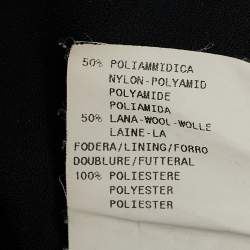 50% POLIAMMIDICA
NYLON-POLYAMID
POLYAMIDE
POLIAMIDA
50% LANA-WOOL-WOLLE
LAINE-LA
FODERA/LINING/FORRO
DOUBLURE/FUTTERAL
100% POLIESTERE
POLYESTER
POLIESTER